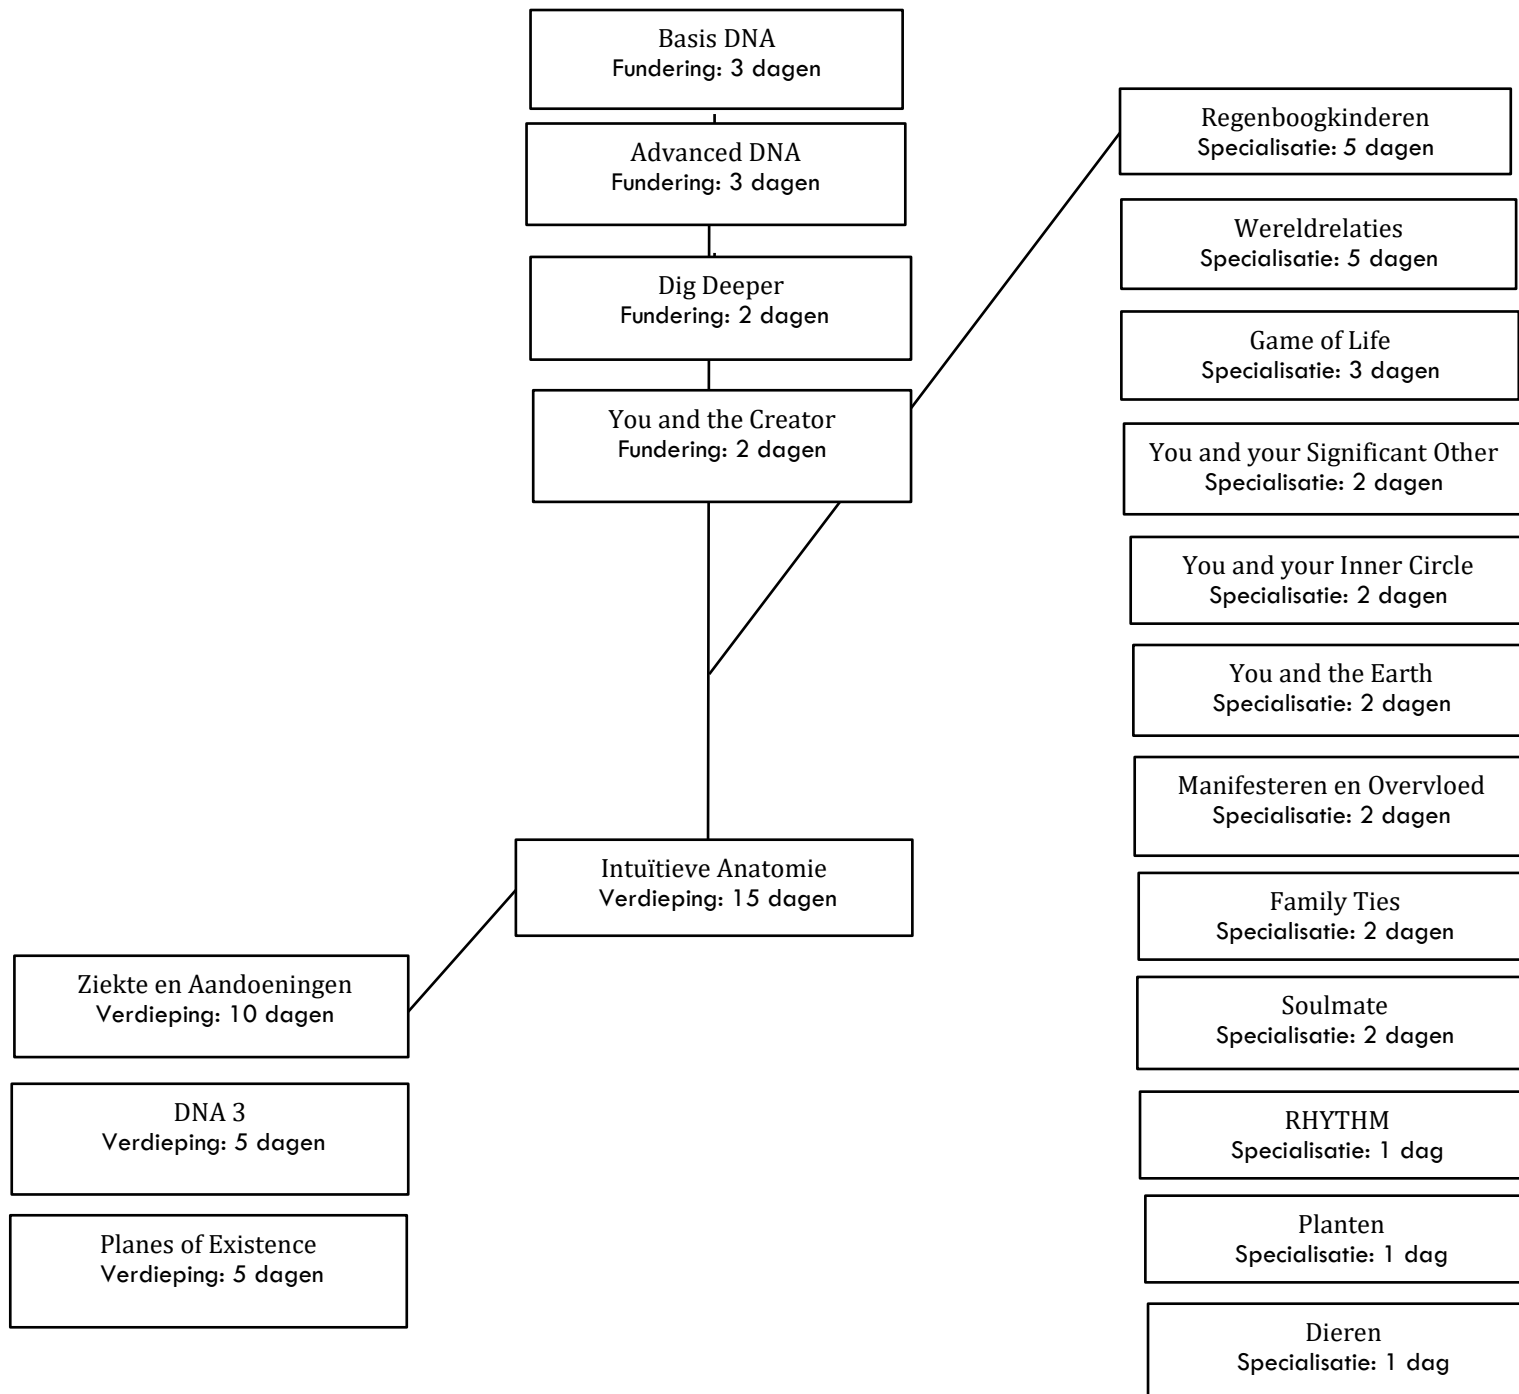 Basis DNA
Fundering: 3 dagen
Advanced DNA
Fundering: 3 dagen
Dig Deeper
Fundering: 2 dagen
You and the Creator
Fundering: 2 dagen
Intuïtieve Anatomie
Verdieping: 15 dagen
Ziekte en Aandoeningen
Verdieping: 10 dagen
DNA 3
Verdieping: 5 dagen
Planes of Existence
Verdieping: 5 dagen
Regenboogkinderen
Specialisatie: 5 dagen
Wereldrelaties
Specialisatie: 5 dagen
Game of Life
Specialisatie: 3 dagen
You and your Significant Other
Specialisatie: 2 dagen
You and your Inner Circle
Specialisatie: 2 dagen
You and the Earth
Specialisatie: 2 dagen
Manifesteren en Overvloed
Specialisatie: 2 dagen
Family Ties
Specialisatie: 2 dagen
Soulmate
Specialisatie: 2 dagen
RHYTHM
Specialisatie: 1 dag
Planten
Specialisatie: 1 dag
Dieren
Specialisatie: 1 dag